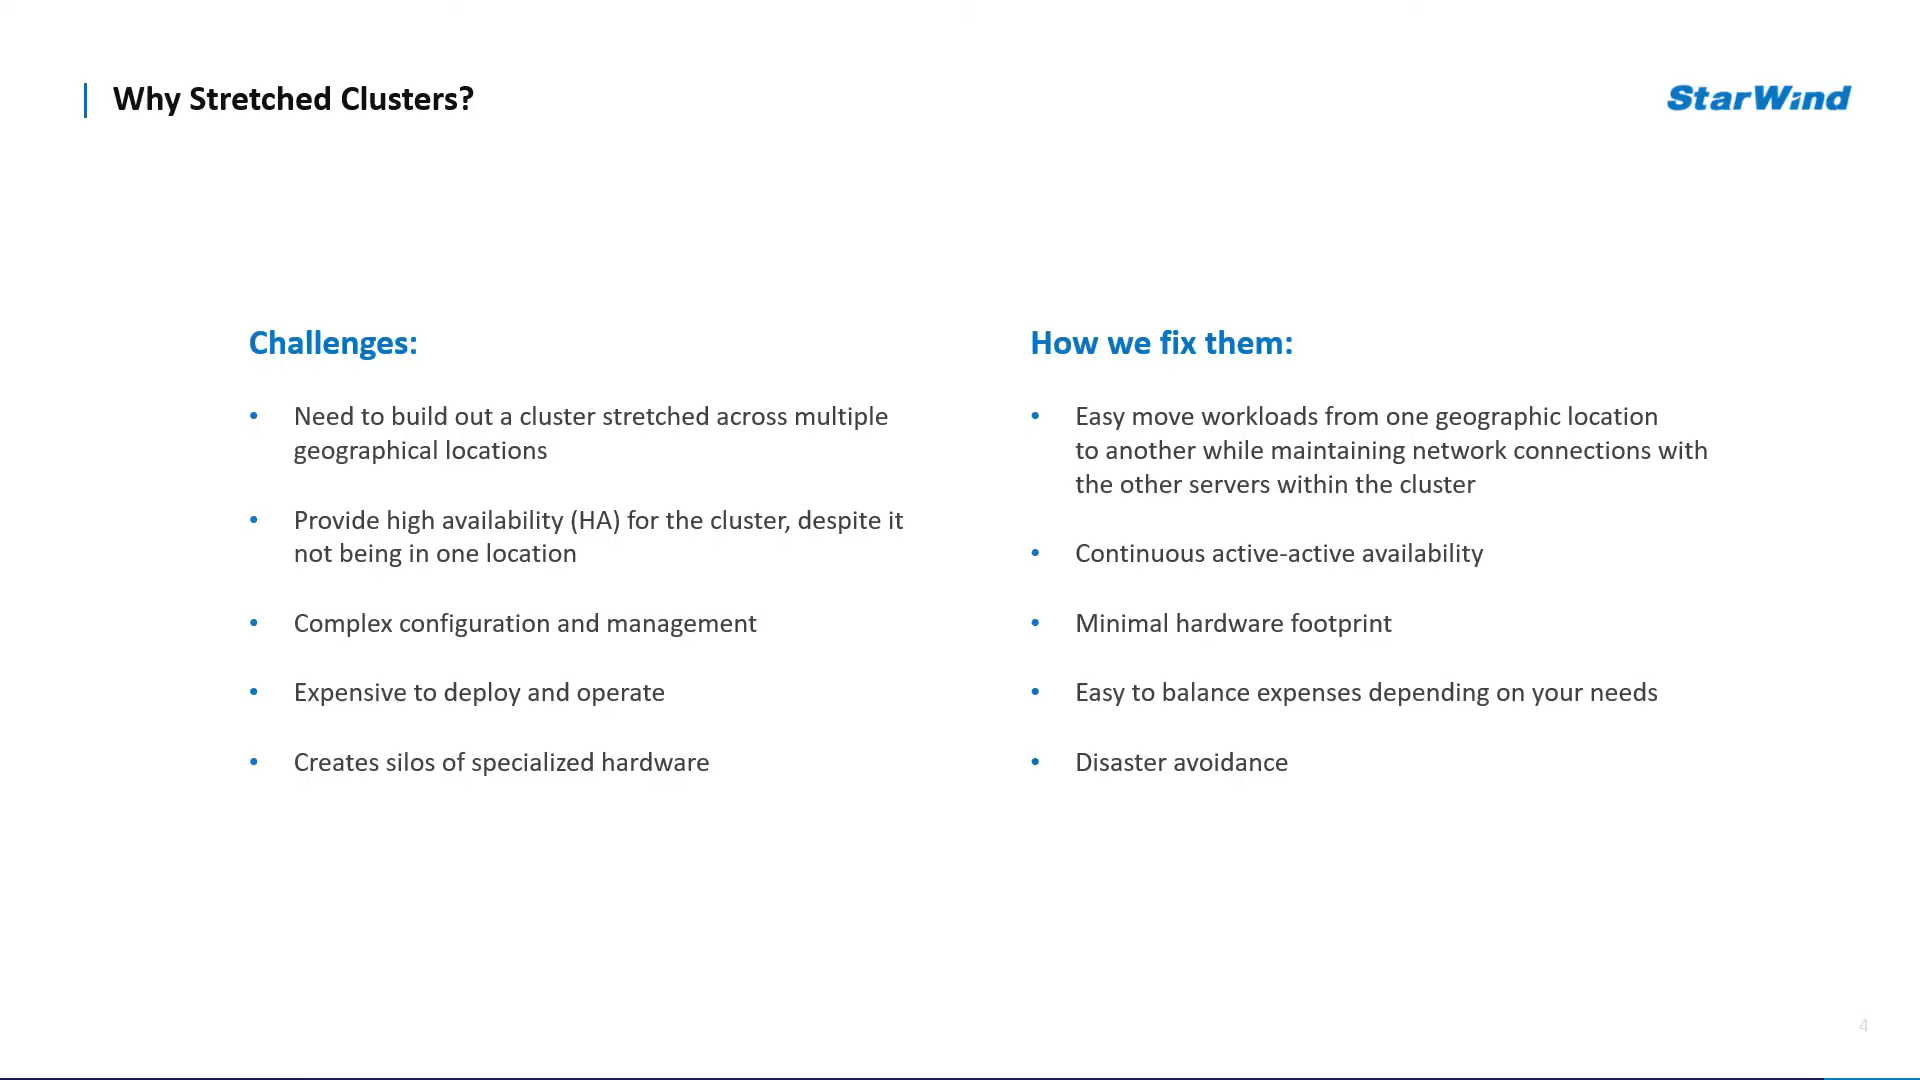 Why Stretched Clusters?
StarWind
Challenges:
• Need to build out a cluster stretched across multiple
geographical locations
• Provide high availability (HA) for the cluster, despite it
not being in one location
• Complex configuration and management
• Expensive to deploy and operate
• Creates silos of specialized hardware
How we fix them:
• Easy move workloads from one geographic location
to another while maintaining network connections with
the other servers within the cluster
• Continuous active-active availability
• Minimal hardware footprint
• Easy to balance expenses depending on your needs
• Disaster avoidance
4